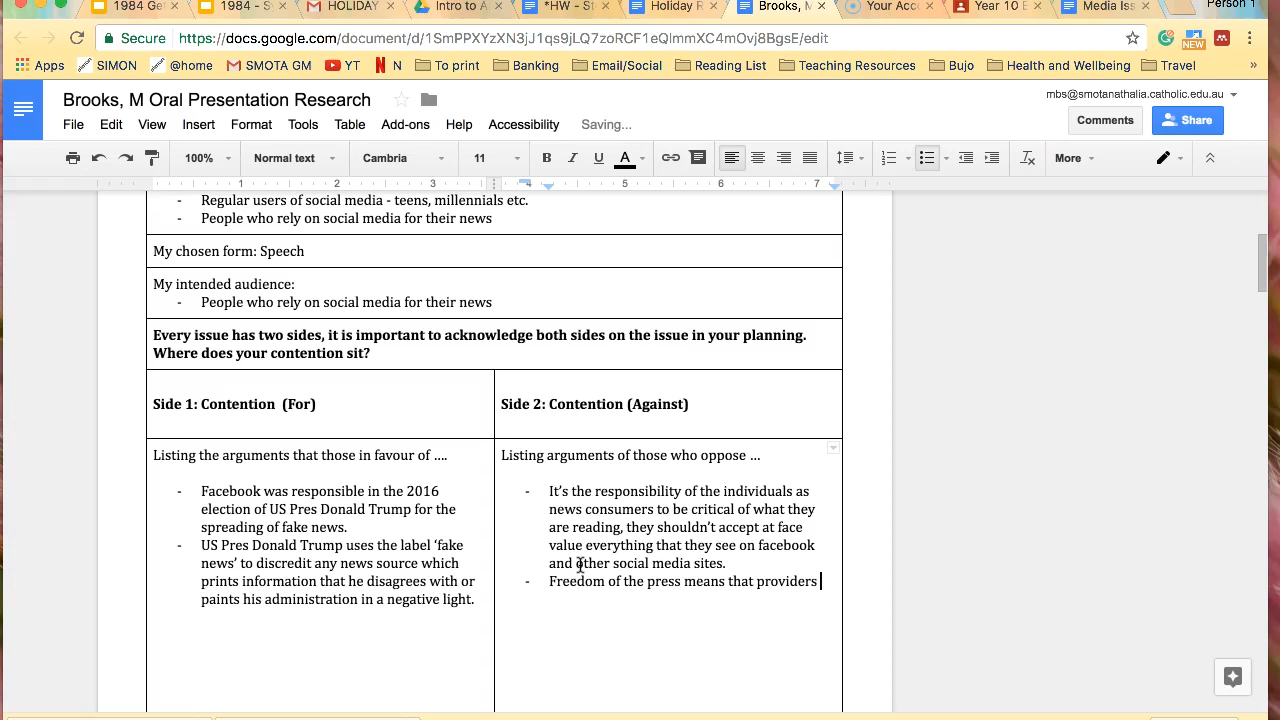 1984 Get
1984 - S
HOLIDAY
Intro to A
*HW - St
Holiday R
Brooks, M
Your Acc
Year 10 E
Media Iss
Person 1
Secure
https://docs.google.com/document/d/1SmPPXYzXN3J1qs9jLQ7zoRCF1eQlmmXC4mOvj8BgsE/edit
NEW
Apps SIMON @home SMOTA GM YT N To print Banking Email/Social Reading List Teaching Resources Bujo Health and Wellbeing Travel »
Brooks, M Oral Presentation Research
mbs@smotanathalia.catholic.edu.au
File Edit View Insert Format Tools Table Add-ons Help Accessibility Saving...
Comments Share
100% Normal text Cambria 11 B I U A More
1 2 3 4 5 6 7
- Regular users of social media - teens, millennials etc.
- People who rely on social media for their news
My chosen form: Speech
My intended audience:
- People who rely on social media for their news
Every issue has two sides, it is important to acknowledge both sides on the issue in your planning.
Where does your contention sit?
Side 1: Contention (For)
Side 2: Contention (Against)
Listing the arguments that those in favour of ....
- Facebook was responsible in the 2016
election of US Pres Donald Trump for the
spreading of fake news.
- US Pres Donald Trump uses the label ‘fake
news’ to discredit any news source which
prints information that he disagrees with or
paints his administration in a negative light.
Listing arguments of those who oppose ...
- It’s the responsibility of the individuals as
news consumers to be critical of what they
are reading, they shouldn’t accept at face
value everything that they see on facebook
and other social media sites.
- Freedom of the press means that providers